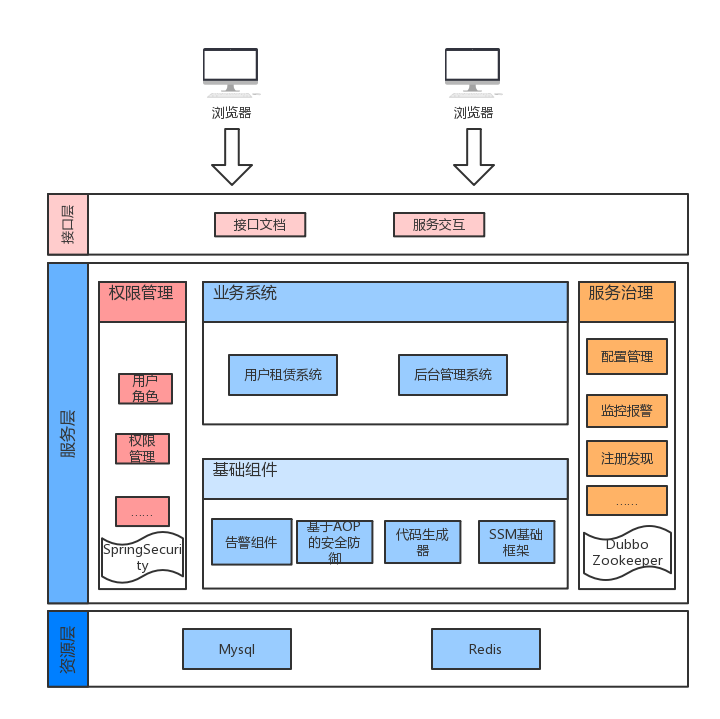 浏览器
浏览器
接口层
接口文档
服务交互
服务层
权限管理
用户
角色
权限
管理
......
SpringSecuri
ty
业务系统
用户租赁系统
后台管理系统
基础组件
告警组件
基于AOP
的安全防
御
代码生成
器
SSM基础
框架
服务治理
配置管理
监控报警
注册发现
......
Dubbo
Zookeeper
资源层
Mysql
Redis